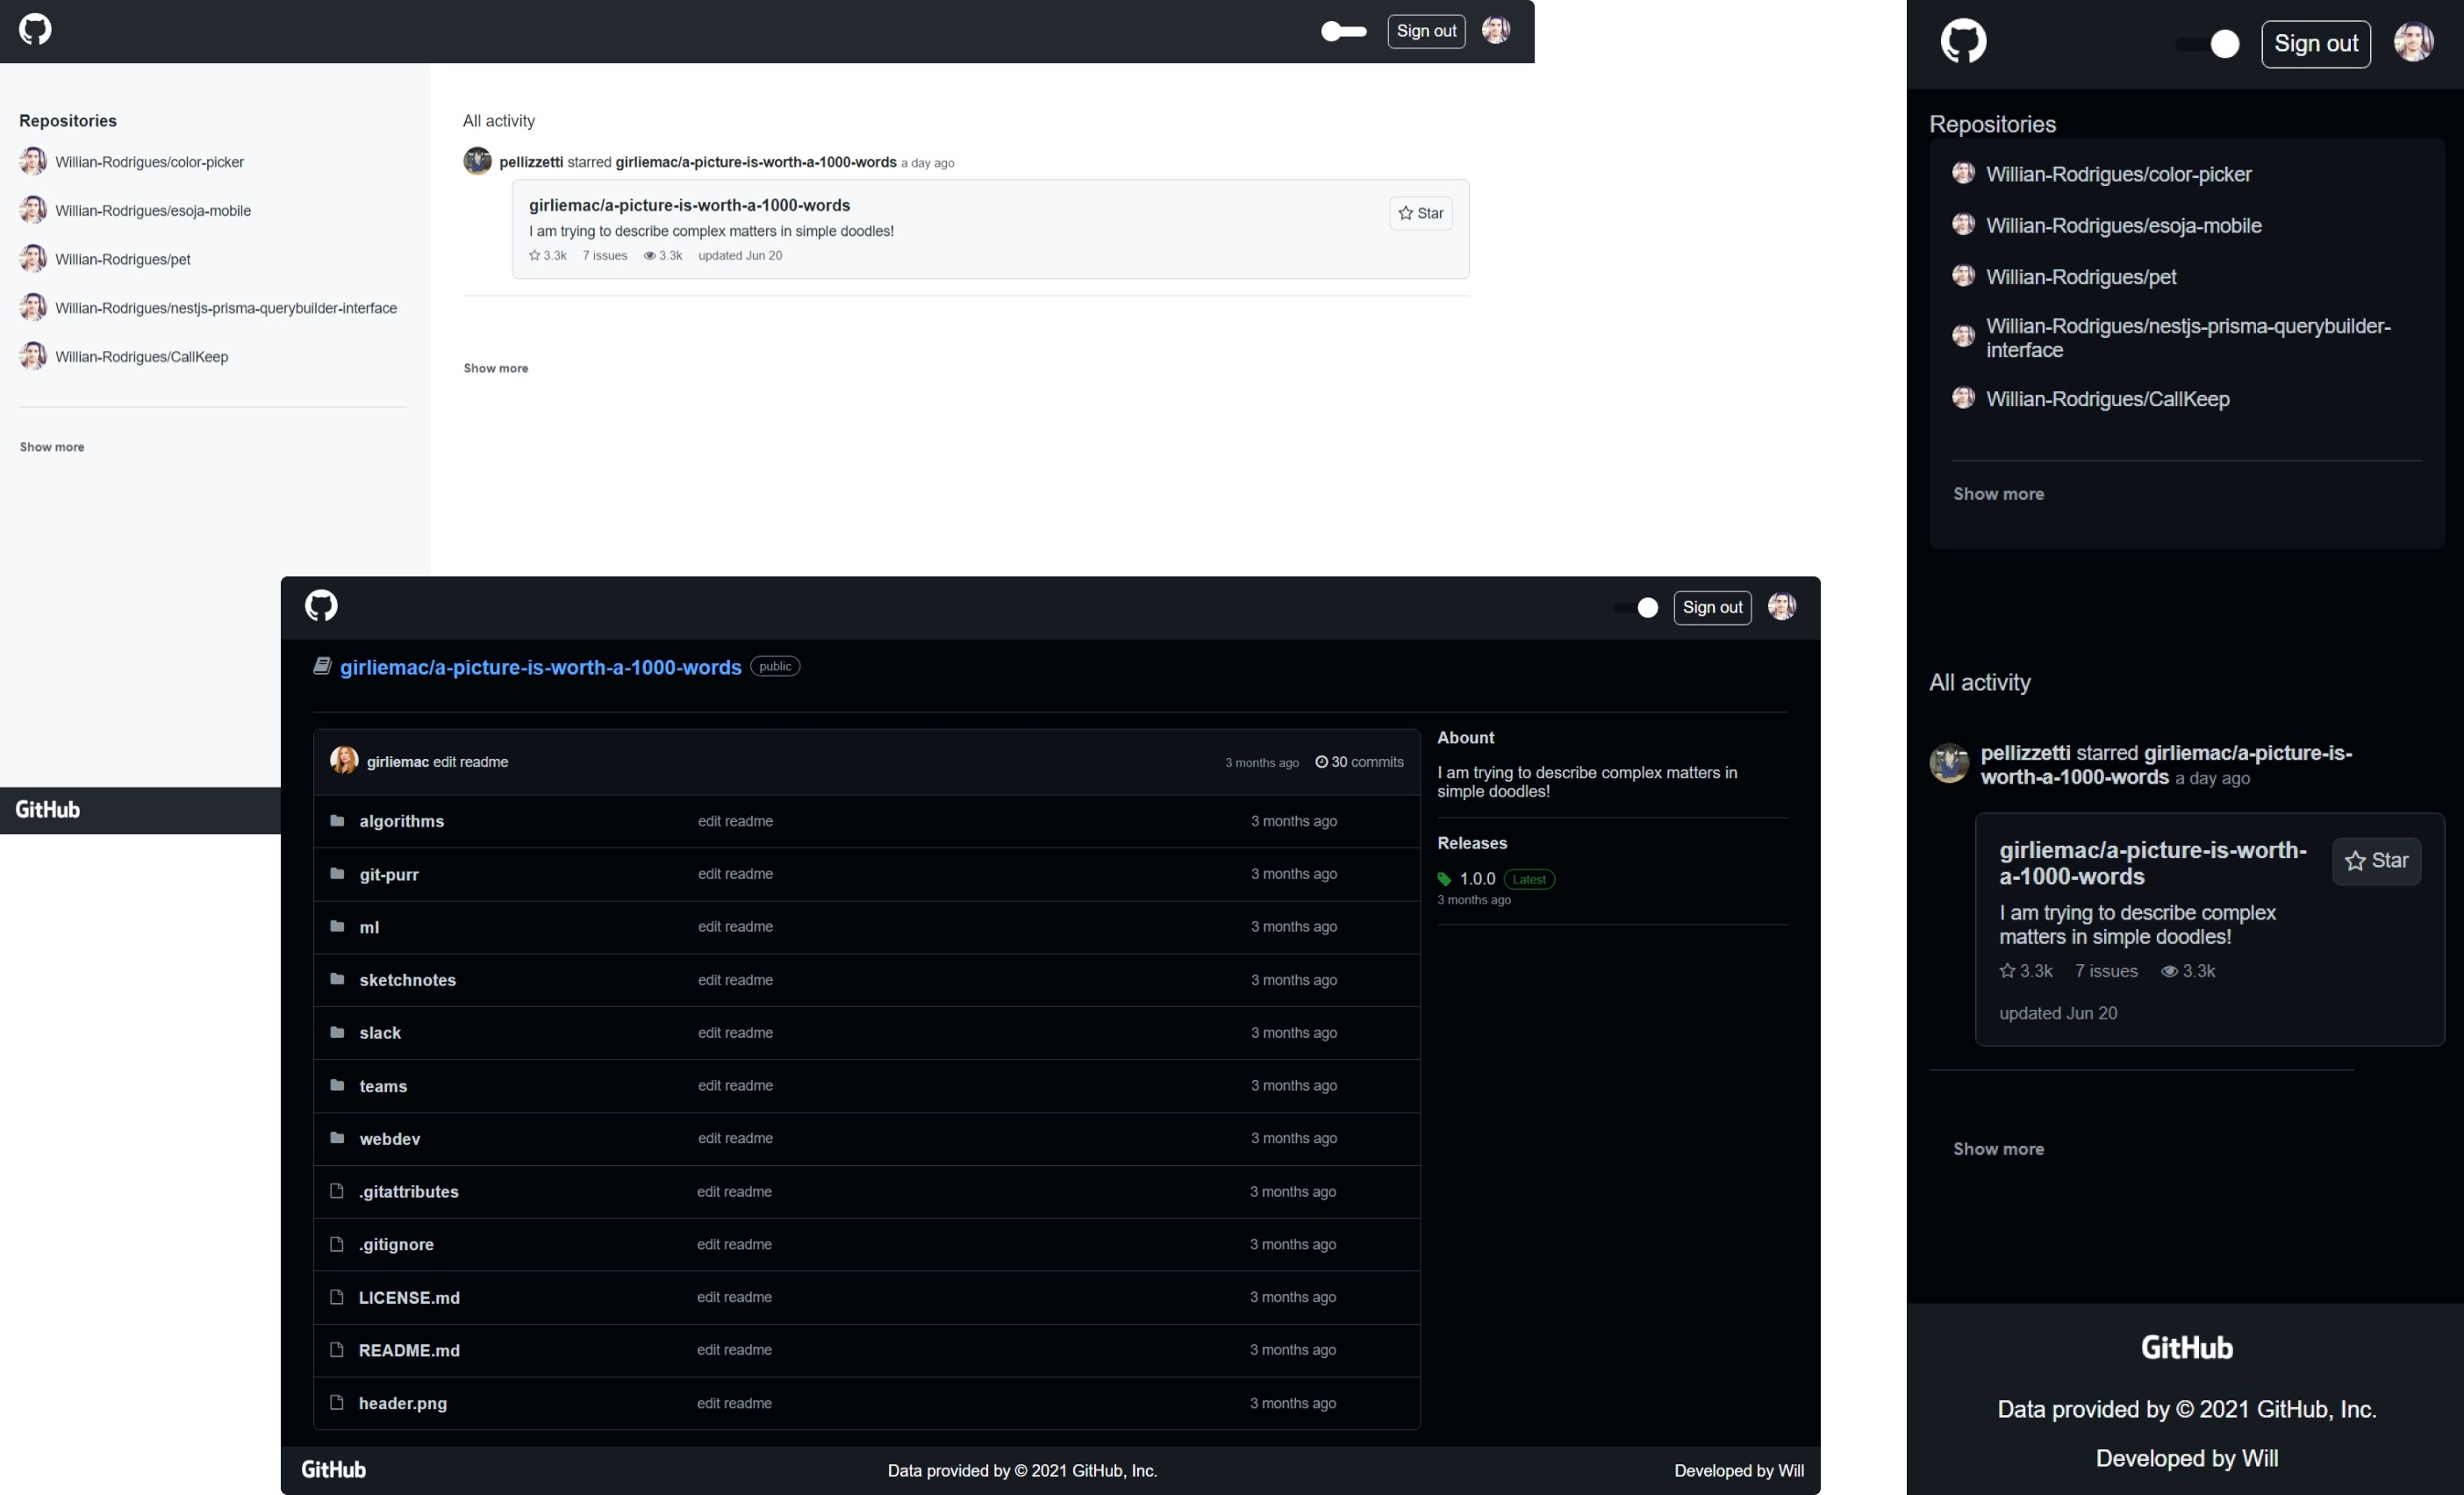 Sign out
Repositories
Willian-Rodrigues/color-picker
Willian-Rodrigues/esoja-mobile
Willian-Rodrigues/pet
Willian-Rodrigues/nestjs-prisma-querybuilder-interface
Willian-Rodrigues/CallKeep
Show more
All activity
pellizzetti starred girliemac/a-picture-is-worth-a-1000-words a day ago
girliemac/a-picture-is-worth-a-1000-words
Star
I am trying to describe complex matters in simple doodles!
3.3k 7 issues 3.3k updated Jun 20
Show more
GitHub
Sign out
girliemac/a-picture-is-worth-a-1000-words public
girliemac edit readme 3 months ago 30 commits
algorithms edit readme 3 months ago
git-purr edit readme 3 months ago
ml edit readme 3 months ago
sketchnotes edit readme 3 months ago
slack edit readme 3 months ago
teams edit readme 3 months ago
webdev edit readme 3 months ago
.gitattributes edit readme 3 months ago
.gitignore edit readme 3 months ago
LICENSE.md edit readme 3 months ago
README.md edit readme 3 months ago
header.png edit readme 3 months ago
Abount
I am trying to describe complex matters in
simple doodles!
Releases
1.0.0 Latest
3 months ago
GitHub Data provided by © 2021 GitHub, Inc. Developed by Will
Sign out
Repositories
Willian-Rodrigues/color-picker
Willian-Rodrigues/esoja-mobile
Willian-Rodrigues/pet
Willian-Rodrigues/nestjs-prisma-querybuilder-
interface
Willian-Rodrigues/CallKeep
Show more
All activity
pellizzetti starred girliemac/a-picture-is-
worth-a-1000-words a day ago
girliemac/a-picture-is-worth-
a-1000-words
Star
I am trying to describe complex
matters in simple doodles!
3.3k 7 issues 3.3k
updated Jun 20
Show more
GitHub
Data provided by © 2021 GitHub, Inc.
Developed by Will